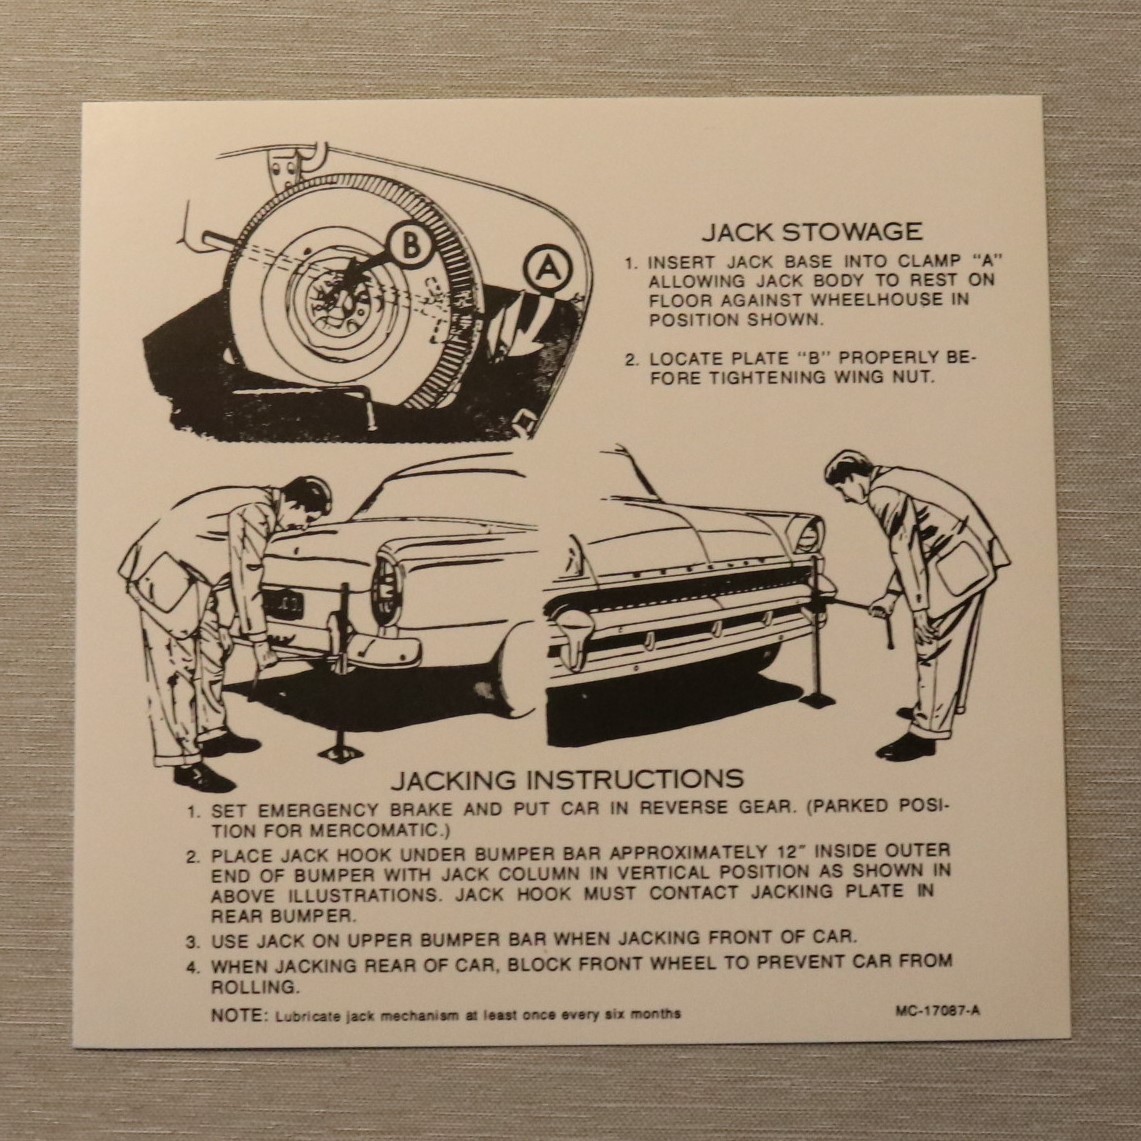 B
A
JACK STOWAGE
1. INSERT JACK BASE INTO CLAMP "A"
ALLOWING JACK BODY TO REST ON
FLOOR AGAINST WHEELHOUSE IN
POSITION SHOWN.
2. LOCATE PLATE "B" PROPERLY BE-
FORE TIGHTENING WING NUT.
JACKING INSTRUCTIONS
1. SET EMERGENCY BRAKE AND PUT CAR IN REVERSE GEAR. (PARKED POSI-
TION FOR MERCOMATIC.)
2. PLACE JACK HOOK UNDER BUMPER BAR APPROXIMATELY 12" INSIDE OUTER
END OF BUMPER WITH JACK COLUMN IN VERTICAL POSITION AS SHOWN IN
ABOVE ILLUSTRATIONS. JACK HOOK MUST CONTACT JACKING PLATE IN
REAR BUMPER.
3. USE JACK ON UPPER BUMPER BAR WHEN JACKING FRONT OF CAR.
4. WHEN JACKING REAR OF CAR, BLOCK FRONT WHEEL TO PREVENT CAR FROM
ROLLING.
NOTE: Lubricate jack mechanism at least once every six months
MC-17087-A